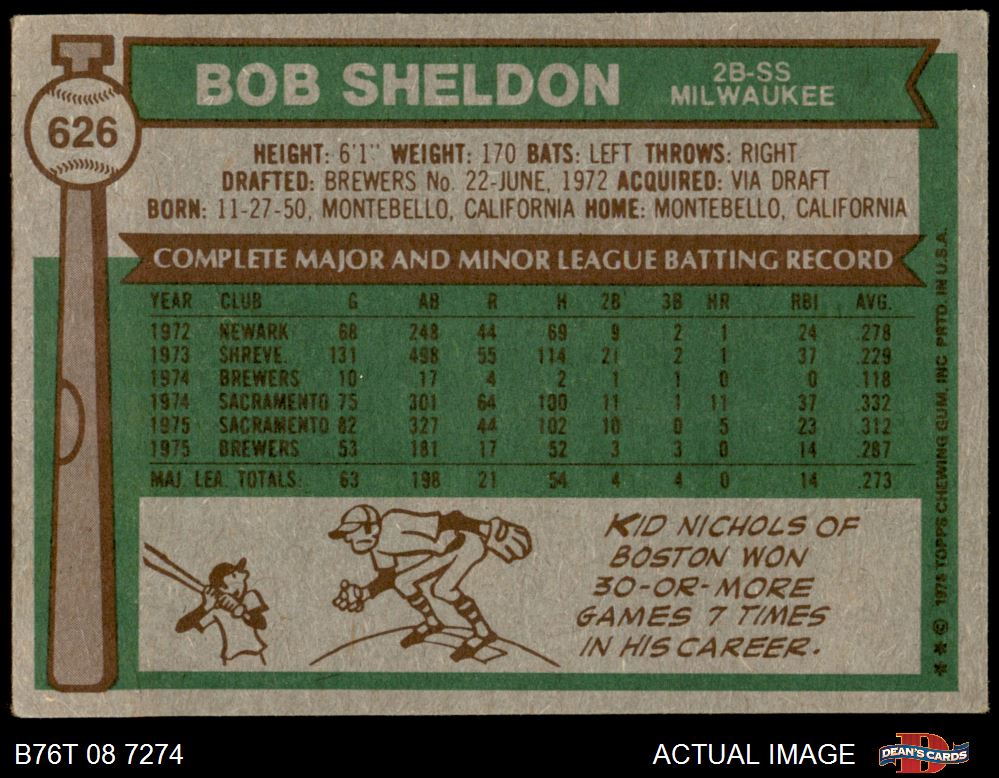 626
BOB SHELDON
2B-SS
MILWAUKEE
HEIGHT: 6'1" WEIGHT: 170 BATS: LEFT THROWS: RIGHT
DRAFTED: BREWERS No. 22-JUNE, 1972 ACQUIRED: VIA DRAFT
BORN: 11-27-50, MONTEBELLO, CALIFORNIA HOME: MONTEBELLO, CALIFORNIA
COMPLETE MAJOR AND MINOR LEAGUE BATTING RECORD
YEAR CLUB G AB R H 2B 3B HR RBI AVG.
1972 NEWARK 68 248 44 69 9 2 1 24 .278
1973 SHREVE. 131 498 55 114 21 2 1 37 .229
1974 BREWERS 10 17 4 2 1 1 0 0 .118
1974 SACRAMENTO 75 301 64 100 11 1 11 37 .332
1975 SACRAMENTO 82 327 44 102 10 0 5 23 .312
1975 BREWERS 53 181 17 52 3 3 0 14 .287
MAJ. LEA. TOTALS: 63 198 21 54 4 4 0 14 .273
KID NICHOLS OF
BOSTON WON
30-OR-MORE
GAMES 7 TIMES
IN HIS CAREER.
* * © 1976 TOPPS CHEWING GUM, INC PRTD. IN U.S.A.
B76T 08 7274
ACTUAL IMAGE
D
DEAN'S CARDS